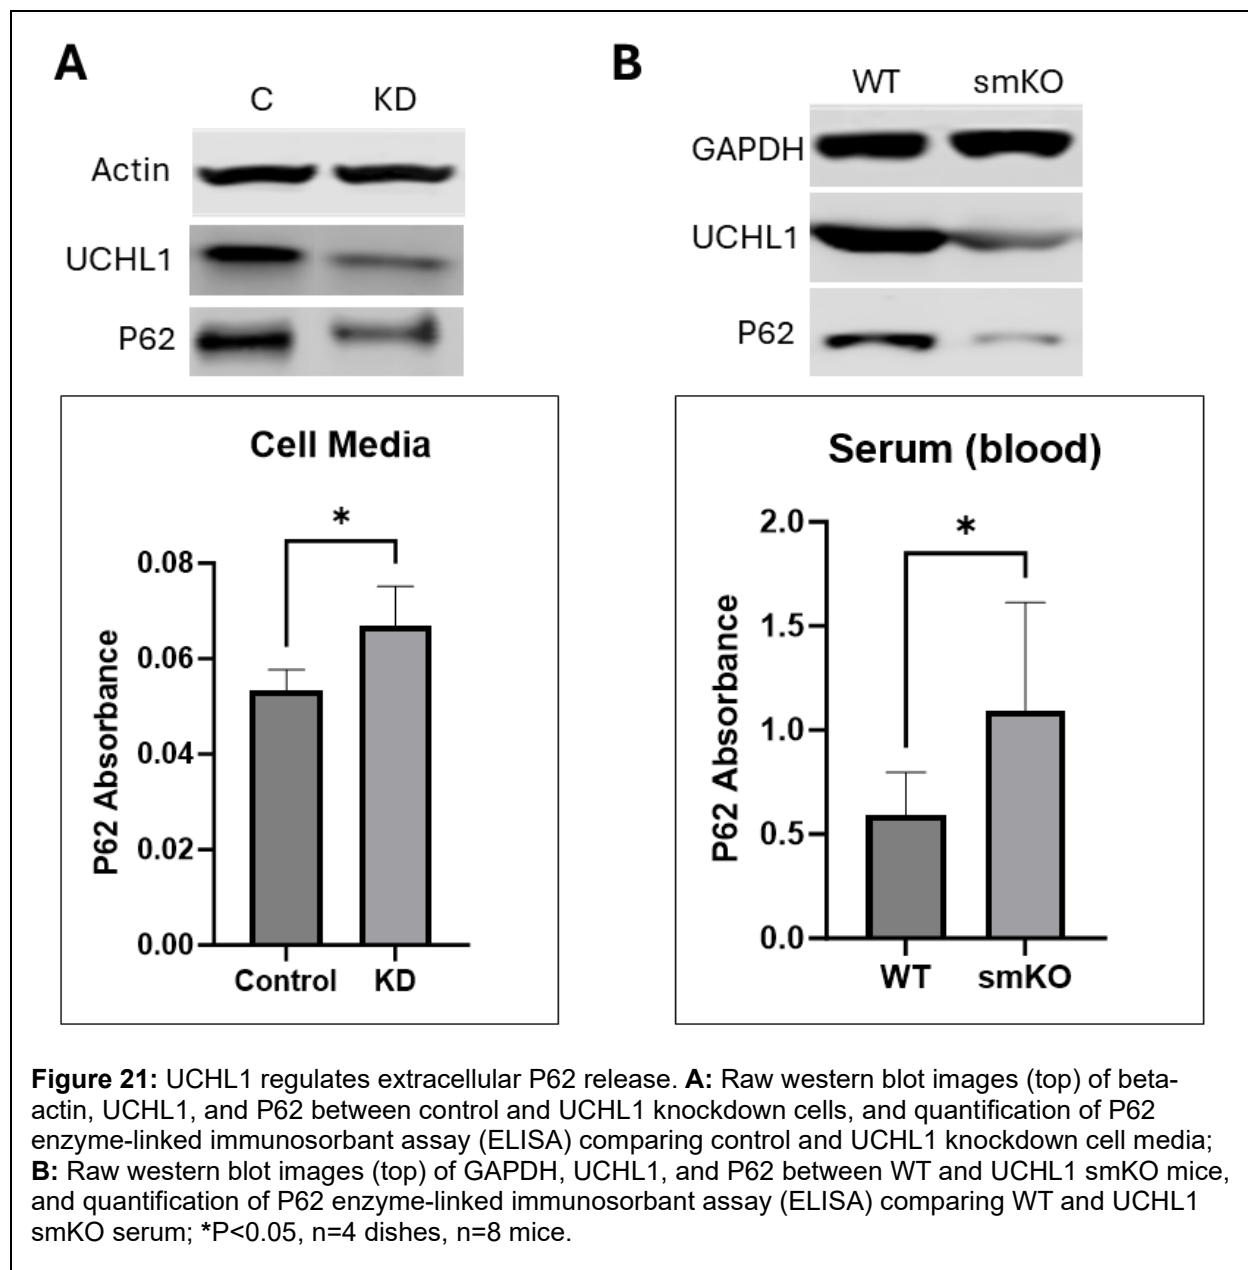 A
C KD
Actin
UCHL1
P62
Cell Media
*
P62 Absorbance
0.08
0.06
0.04
0.02
0.00
Control KD
B
WT smKO
GAPDH
UCHL1
P62
Serum (blood)
*
P62 Absorbance
2.0
1.5
1.0
0.5
0.0
WT smKO
Figure 21: UCHL1 regulates extracellular P62 release. A: Raw western blot images (top) of beta-
actin, UCHL1, and P62 between control and UCHL1 knockdown cells, and quantification of P62
enzyme-linked immunosorbant assay (ELISA) comparing control and UCHL1 knockdown cell media;
B: Raw western blot images (top) of GAPDH, UCHL1, and P62 between WT and UCHL1 smKO mice,
and quantification of P62 enzyme-linked immunosorbant assay (ELISA) comparing WT and UCHL1
smKO serum; *P<0.05, n=4 dishes, n=8 mice.